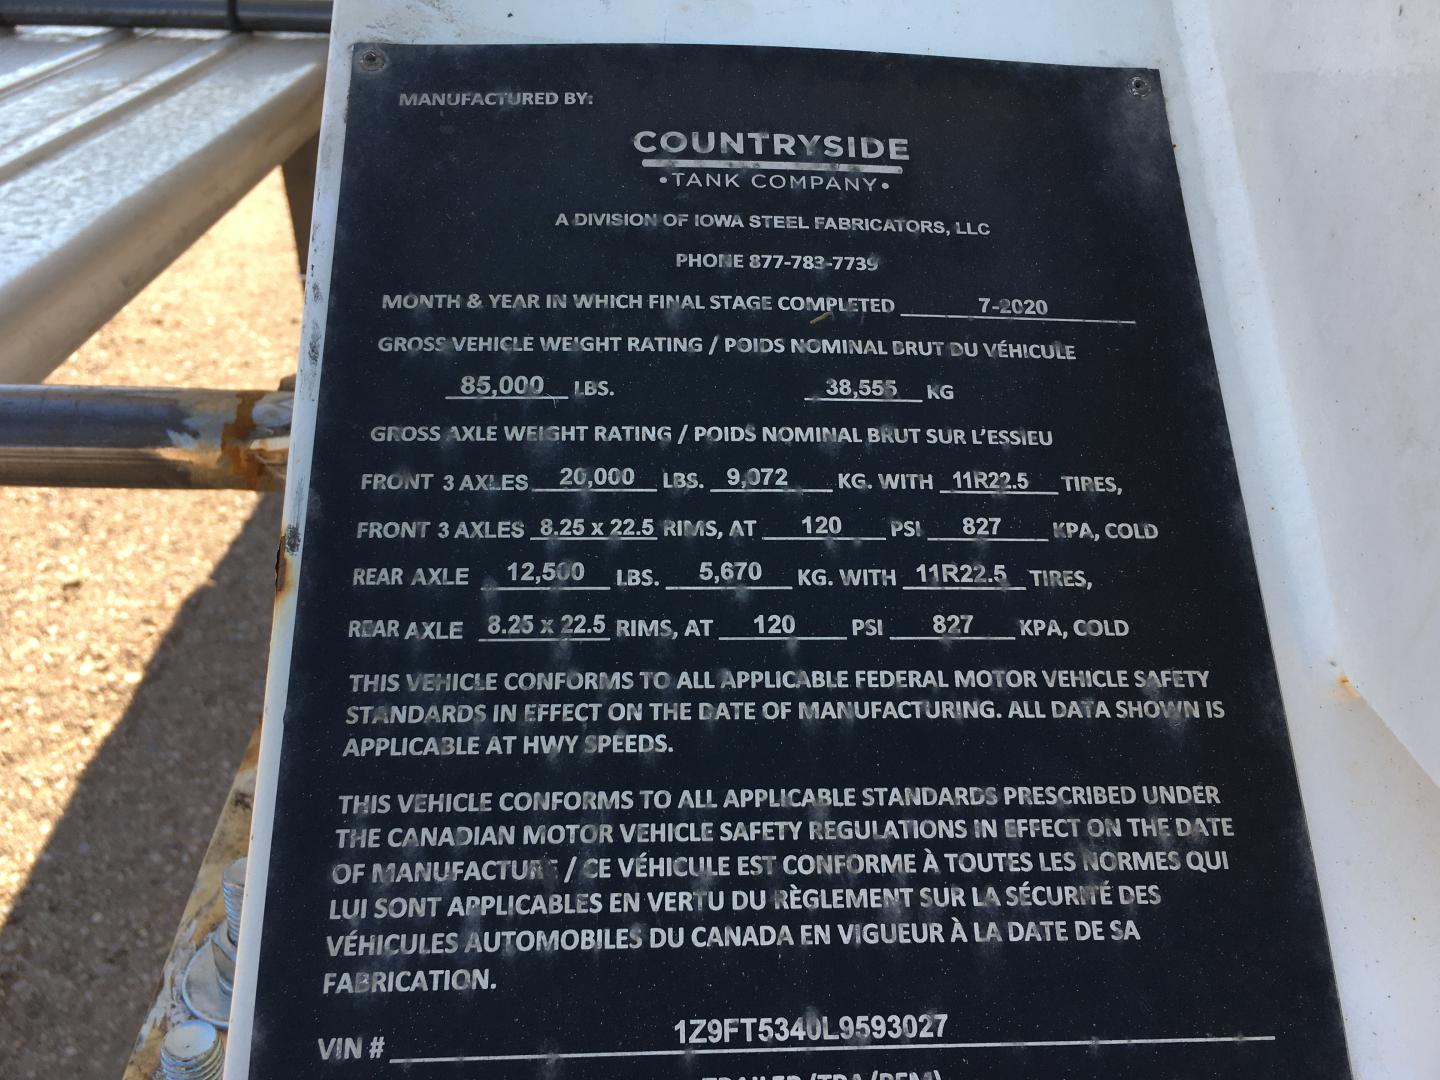 MANUFACTURED BY:
COUNTRYSIDE
•TANK COMPANY•
A DIVISION OF IOWA STEEL FABRICATORS, LLC
PHONE 877-783-7739
MONTH & YEAR IN WHICH FINAL STAGE COMPLETED 7-2020
GROSS VEHICLE WEIGHT RATING / POIDS NOMINAL BRUT DU VÉHICULE
85,000 LBS. 38,555 KG
GROSS AXLE WEIGHT RATING / POIDS NOMINAL BRUT SUR L'ESSIEU
FRONT 3 AXLES 20,000 LBS. 9,072 KG. WITH 11R22.5 TIRES,
FRONT 3 AXLES 8.25 x 22.5 RIMS, AT 120 PSI 827 KPA, COLD
REAR AXLE 12,500 LBS. 5,670 KG. WITH 11R22.5 TIRES,
REAR AXLE 8.25 x 22.5 RIMS, AT 120 PSI 827 KPA, COLD
THIS VEHICLE CONFORMS TO ALL APPLICABLE FEDERAL MOTOR VEHICLE SAFETY
STANDARDS IN EFFECT ON THE DATE OF MANUFACTURING. ALL DATA SHOWN IS
APPLICABLE AT HWY SPEEDS.
THIS VEHICLE CONFORMS TO ALL APPLICABLE STANDARDS PRESCRIBED UNDER
THE CANADIAN MOTOR VEHICLE SAFETY REGULATIONS IN EFFECT ON THE DATE
OF MANUFACTURE / CE VÉHICULE EST CONFORME À TOUTES LES NORMES QUI
LUI SONT APPLICABLES EN VERTU DU RÈGLEMENT SUR LA SÉCURITÉ DES
VÉHICULES AUTOMOBILES DU CANADA EN VIGUEUR À LA DATE DE SA
FABRICATION.
VIN # 1Z9FT5340L9593027
TRAILER (TRA/REM)